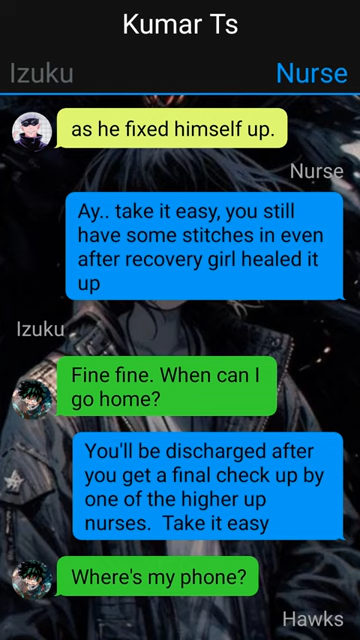 Kumar Ts
Izuku
Nurse
as he fixed himself up.
Nurse
Ay.. take it easy, you still
have some stitches in even
after recovery girl healed it
up
Izuku
Fine fine. When can I
go home?
You'll be discharged after
you get a final check up by
one of the higher up
nurses. Take it easy
Where's my phone?
Hawks